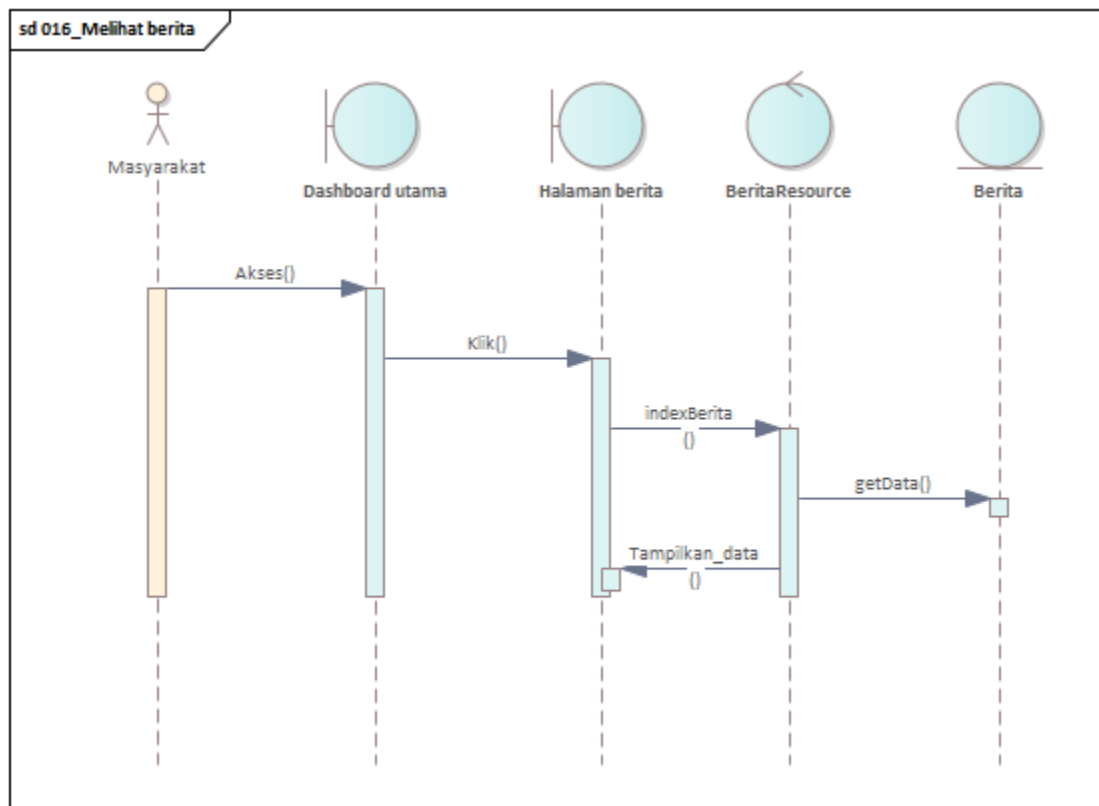 sd 016_Melihat berita
Masyarakat
Dashboard utama
Halaman berita
BeritaResource
Berita
Akses()
Klik()
indexBerita
()
getData()
Tampilkan_data
()